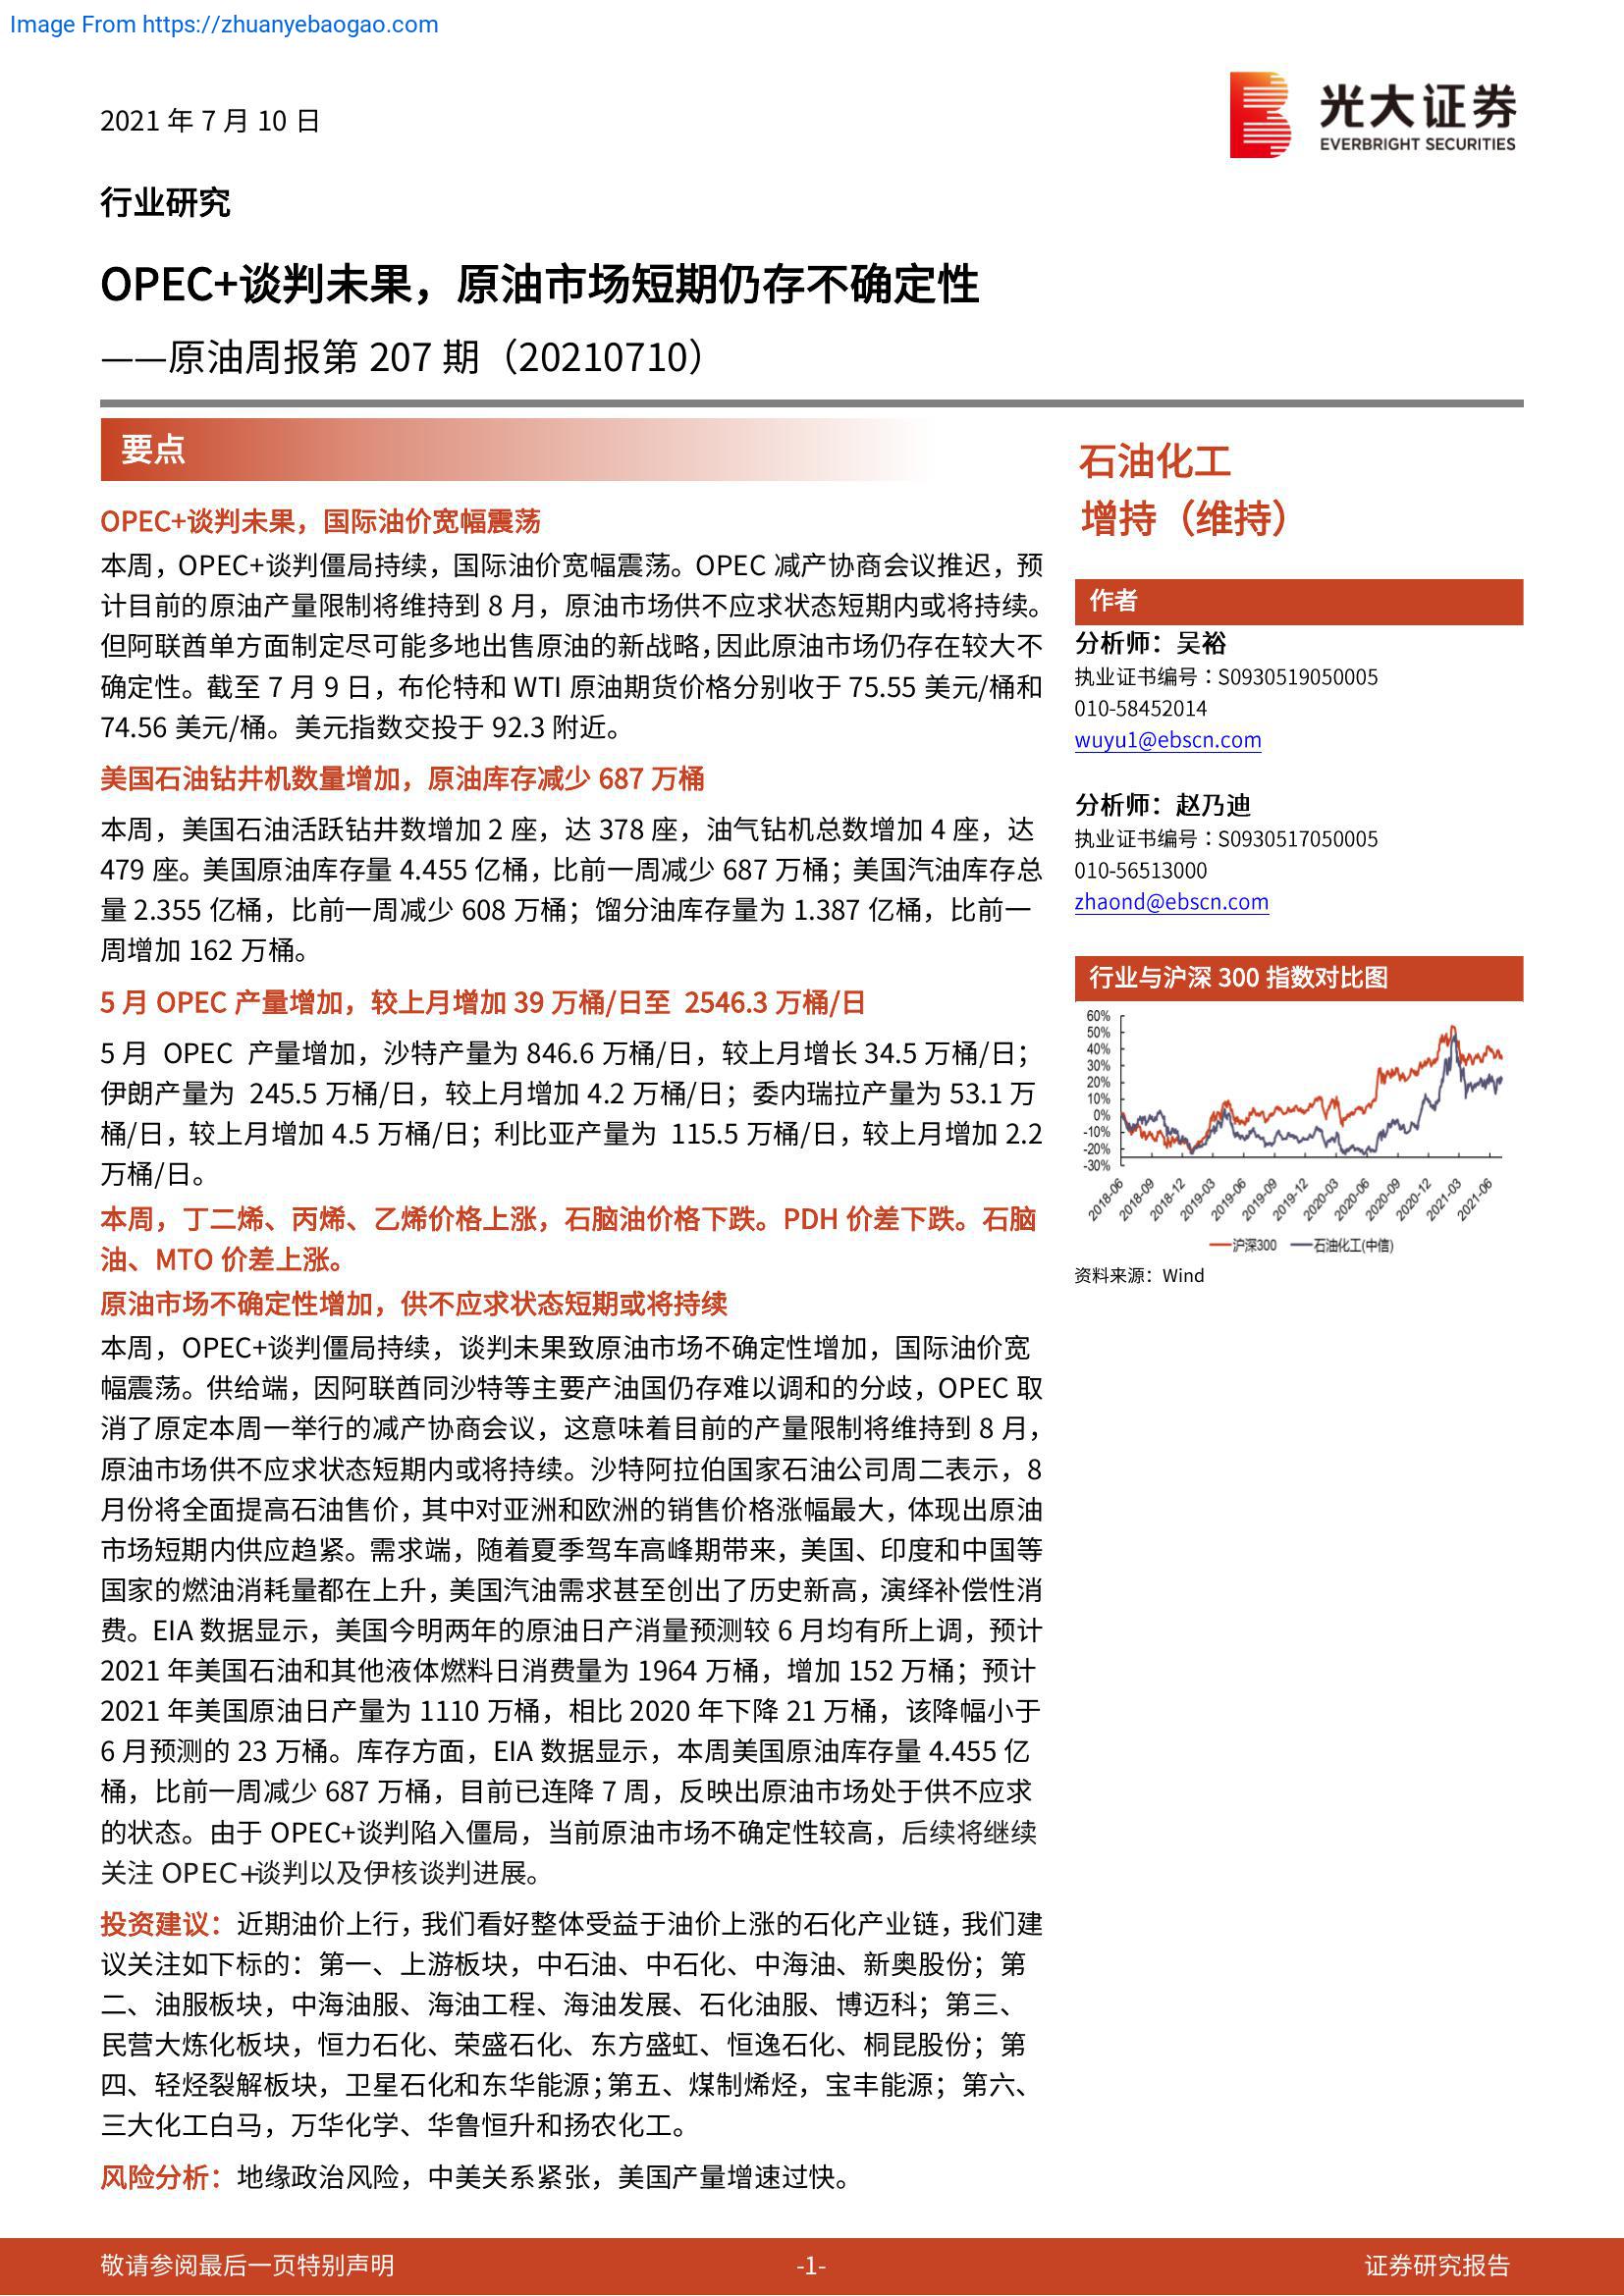 Image From https://zhuanyebaogao.com
2021 年 7 月 10 日
光大证券
EVERBRIGHT SECURITIES
行业研究
OPEC+谈判未果，原油市场短期仍存不确定性
——原油周报第 207 期（20210710）
要点
OPEC+谈判未果，国际油价宽幅震荡
本周，OPEC+谈判僵局持续，国际油价宽幅震荡。OPEC 减产协商会议推迟，预
计目前的原油产量限制将维持到 8 月，原油市场供不应求状态短期内或将持续。
但阿联酋单方面制定尽可能多地出售原油的新战略，因此原油市场仍存在较大不
确定性。截至 7 月 9 日，布伦特和 WTI 原油期货价格分别收于 75.55 美元/桶和
74.56 美元/桶。美元指数交投于 92.3 附近。
美国石油钻井机数量增加，原油库存减少 687 万桶
本周，美国石油活跃钻井数增加 2 座，达 378 座，油气钻机总数增加 4 座，达
479 座。美国原油库存量 4.455 亿桶，比前一周减少 687 万桶；美国汽油库存总
量 2.355 亿桶，比前一周减少 608 万桶；馏分油库存量为 1.387 亿桶，比前一
周增加 162 万桶。
5 月 OPEC 产量增加，较上月增加 39 万桶/日至 2546.3 万桶/日
5 月 OPEC 产量增加，沙特产量为 846.6 万桶/日，较上月增长 34.5 万桶/日；
伊朗产量为 245.5 万桶/日，较上月增加 4.2 万桶/日；委内瑞拉产量为 53.1 万
桶/日，较上月增加 4.5 万桶/日；利比亚产量为 115.5 万桶/日，较上月增加 2.2
万桶/日。
本周，丁二烯、丙烯、乙烯价格上涨，石脑油价格下跌。PDH 价差下跌。石脑
油、MTO 价差上涨。
原油市场不确定性增加，供不应求状态短期或将持续
本周，OPEC+谈判僵局持续，谈判未果致原油市场不确定性增加，国际油价宽
幅震荡。供给端，因阿联酋同沙特等主要产油国仍存难以调和的分歧，OPEC 取
消了原定本周一举行的减产协商会议，这意味着目前的产量限制将维持到 8 月，
原油市场供不应求状态短期内或将持续。沙特阿拉伯国家石油公司周二表示，8
月份将全面提高石油售价，其中对亚洲和欧洲的销售价格涨幅最大，体现出原油
市场短期内供应趋紧。需求端，随着夏季驾车高峰期带来，美国、印度和中国等
国家的燃油消耗量都在上升，美国汽油需求甚至创出了历史新高，演绎补偿性消
费。EIA 数据显示，美国今明两年的原油日产消量预测较 6 月均有所上调，预计
2021 年美国石油和其他液体燃料日消费量为 1964 万桶，增加 152 万桶；预计
2021 年美国原油日产量为 1110 万桶，相比 2020 年下降 21 万桶，该降幅小于
6 月预测的 23 万桶。库存方面，EIA 数据显示，本周美国原油库存量 4.455 亿
桶，比前一周减少 687 万桶，目前已连降 7 周，反映出原油市场处于供不应求
的状态。由于 OPEC+谈判陷入僵局，当前原油市场不确定性较高，后续将继续
关注 OPEC+谈判以及伊核谈判进展。
投资建议：近期油价上行，我们看好整体受益于油价上涨的石化产业链，我们建
议关注如下标的：第一、上游板块，中石油、中石化、中海油、新奥股份；第
二、油服板块，中海油服、海油工程、海油发展、石化油服、博迈科；第三、
民营大炼化板块，恒力石化、荣盛石化、东方盛虹、恒逸石化、桐昆股份；第
四、轻烃裂解板块，卫星石化和东华能源；第五、煤制烯烃，宝丰能源；第六、
三大化工白马，万华化学、华鲁恒升和扬农化工。
风险分析：地缘政治风险，中美关系紧张，美国产量增速过快。
石油化工
增持（维持）
作者
分析师：吴裕
执业证书编号：S0930519050005
010-58452014
wuyu1@ebscn.com
分析师：赵乃迪
执业证书编号：S0930517050005
010-56513000
zhaond@ebscn.com
行业与沪深 300 指数对比图
60%
50%
40%
30%
20%
10%
0%
-10%
-20%
-30%
2018-06 2018-09 2018-12 2019-03 2019-06 2019-09 2019-12 2020-03 2020-06 2020-09 2020-12 2021-03 2021-06
沪深300 石油化工(中信)
资料来源：Wind
敬请参阅最后一页特别声明 -1- 证券研究报告